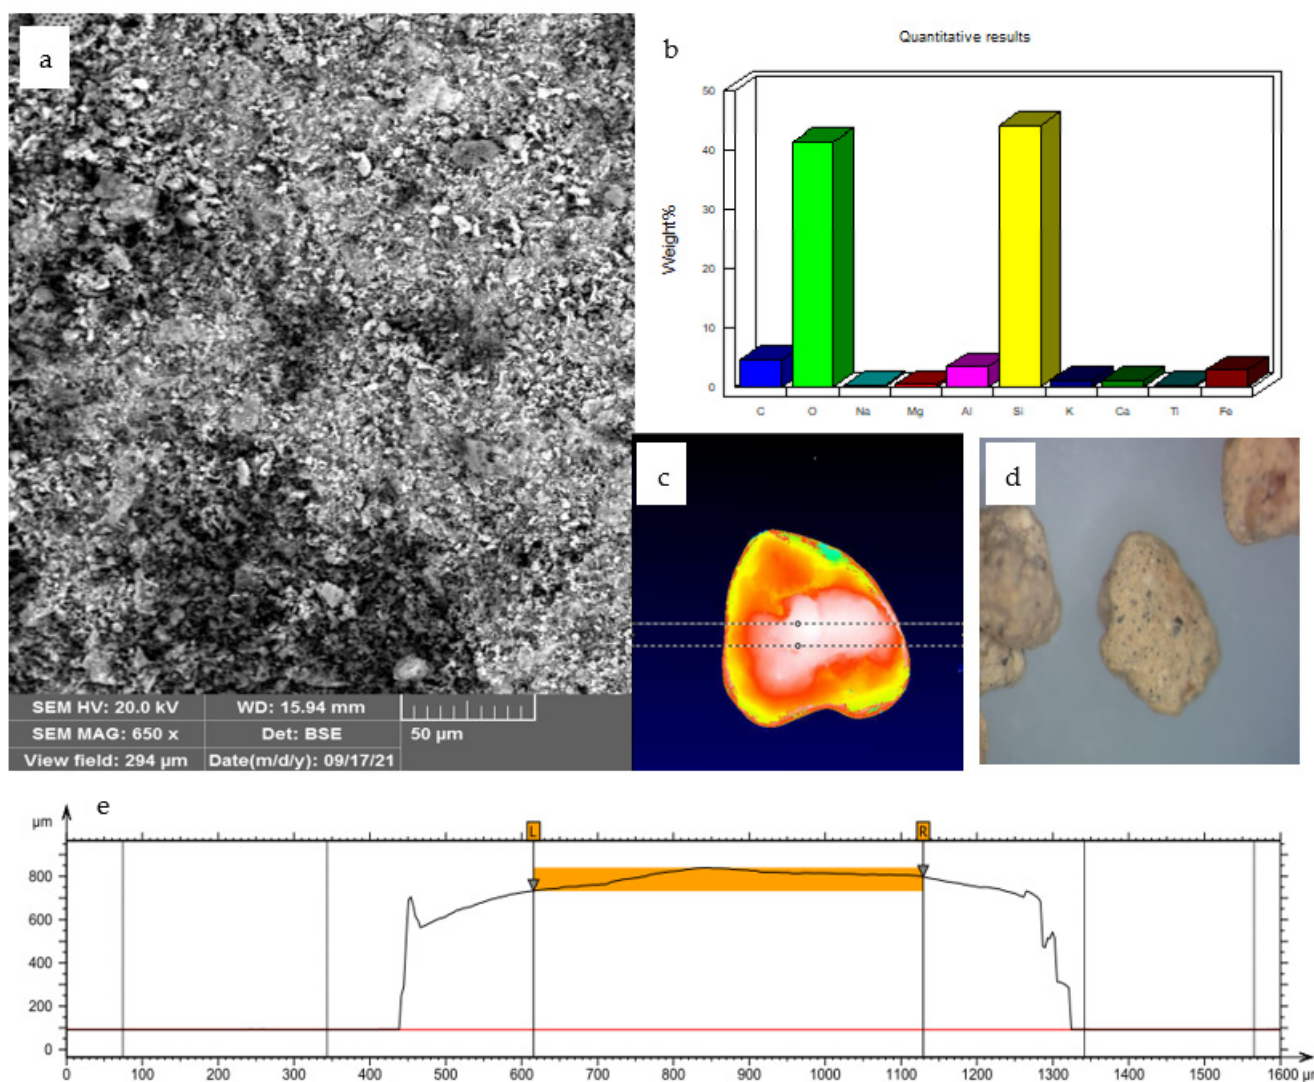 a
SEM HV: 20.0 kV
WD: 15.94 mm
SEM MAG: 650 x
Det: BSE
50 µm
View field: 294 µm
Date(m/d/y): 09/17/21
b
Quantitative results
Weight%
50
40
30
20
10
0
C O Na Mg Al Si K Ca Ti Fe
c
d
e
µm
L
R
800
600
400
200
0
0 100 200 300 400 500 600 700 800 900 1000 1100 1200 1300 1400 1500 1600 µm